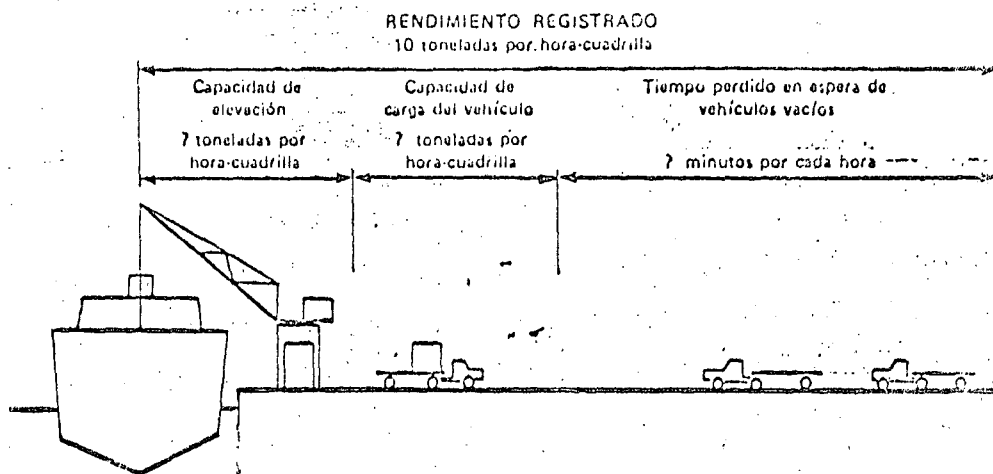 RENDIMIENTO REGISTRADO
10 toneladas por hora-cuadrilla
Capacidad de
elevación
? toneladas por
hora-cuadrilla
Capacidad de
carga del vehículo
? toneladas por
hora-cuadrilla
Tiempo perdido en espera de
vehículos vacíos
? minutos por cada hora